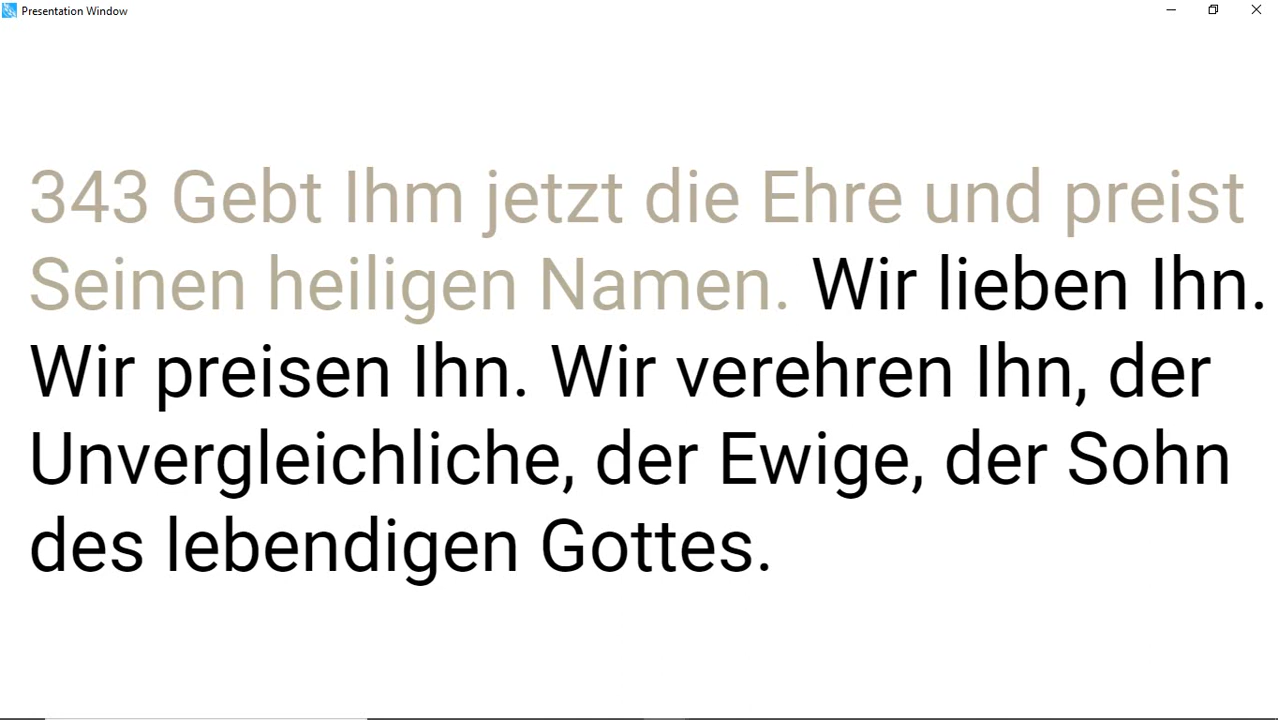 Presentation Window
343 Gebt Ihm jetzt die Ehre und preist
Seinen heiligen Namen. Wir lieben Ihn.
Wir preisen Ihn. Wir verehren Ihn, der
Unvergleichliche, der Ewige, der Sohn
des lebendigen Gottes.